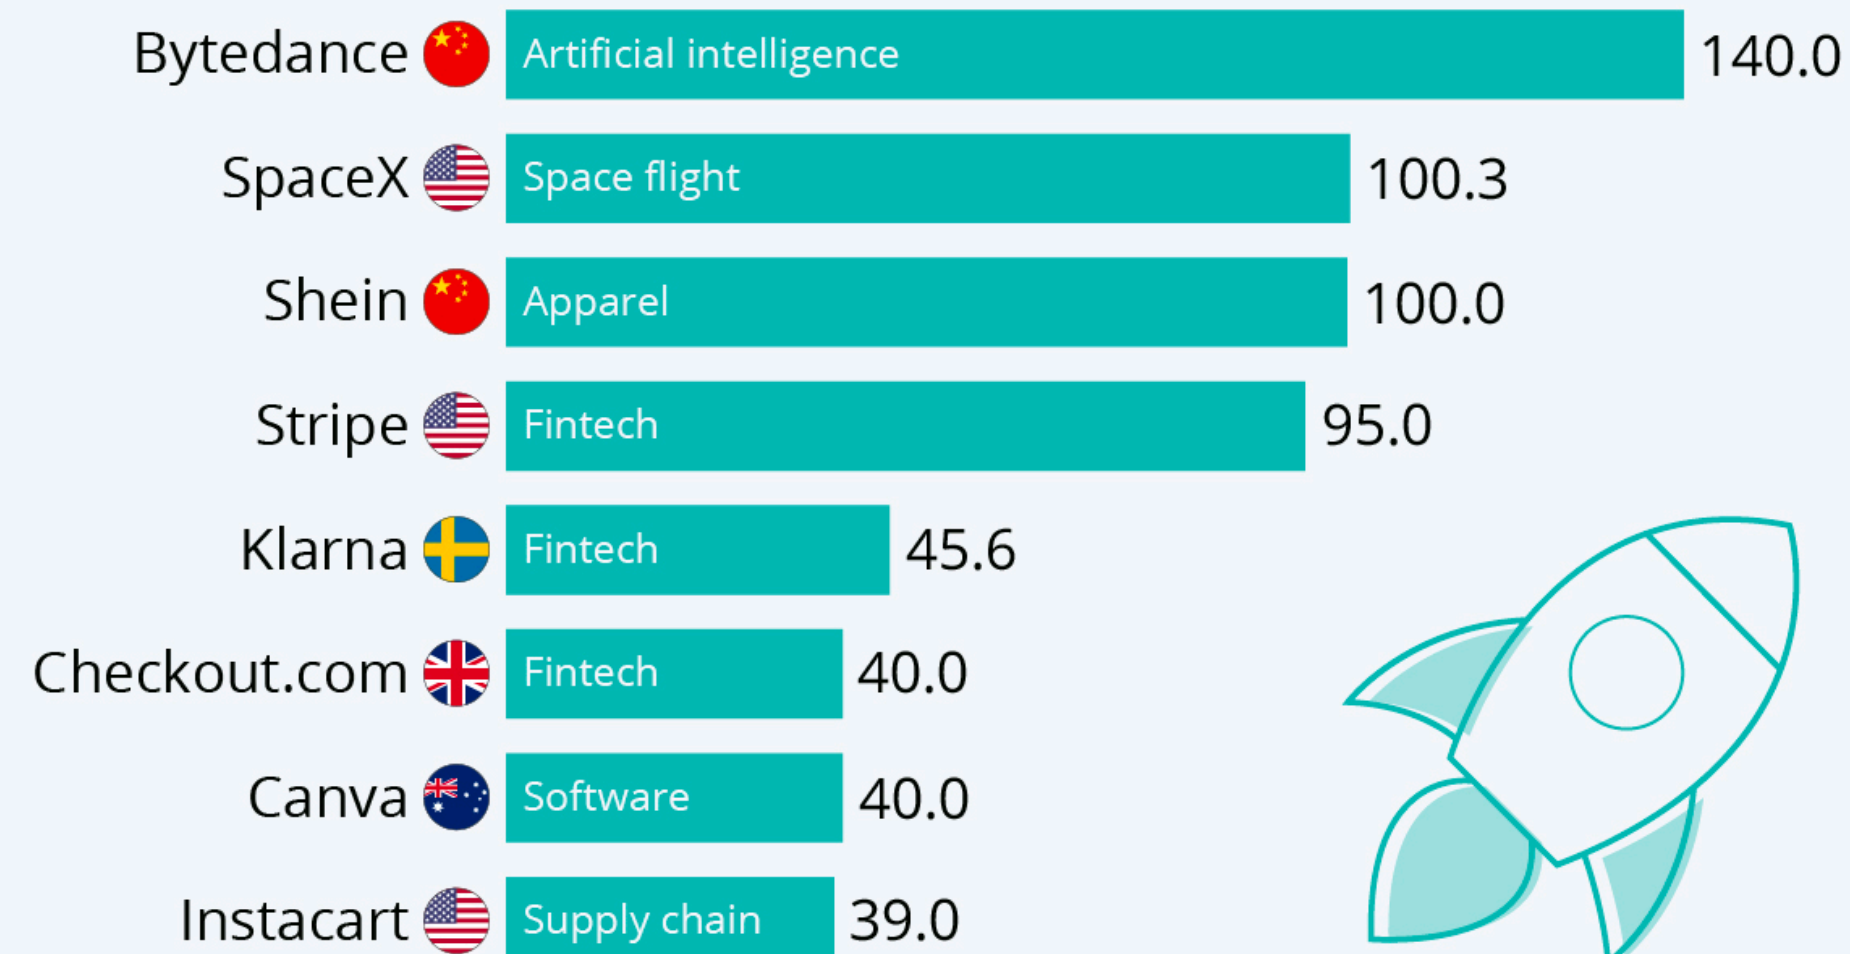 Bytedance Artificial intelligence 140.0
SpaceX Space flight 100.3
Shein Apparel 100.0
Stripe Fintech 95.0
Klarna Fintech 45.6
Checkout.com Fintech 40.0
Canva Software 40.0
Instacart Supply chain 39.0